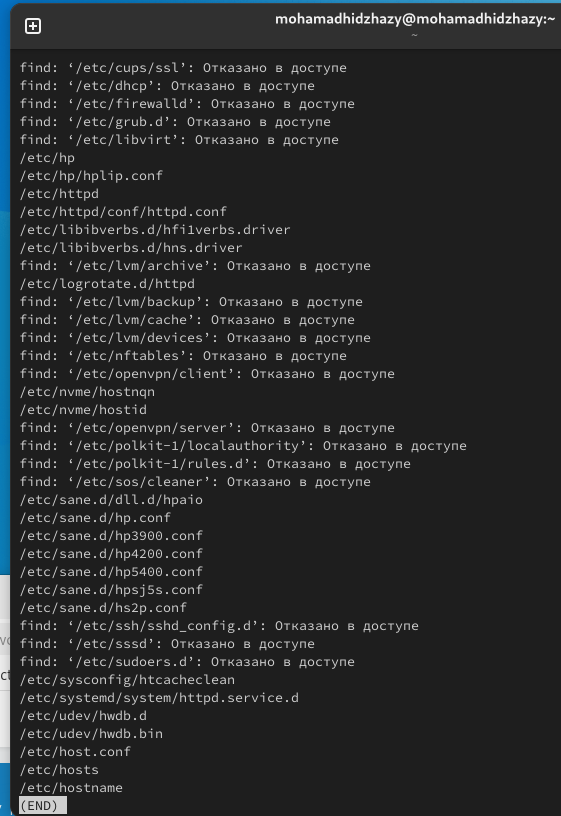 mohamadhidzhazy@mohamadhidzhazy:~
~
find: ‘/etc/cups/ssl’: Отказано в доступе
find: ‘/etc/dhcp’: Отказано в доступе
find: ‘/etc/firewalld’: Отказано в доступе
find: ‘/etc/grub.d’: Отказано в доступе
find: ‘/etc/libvirt’: Отказано в доступе
/etc/hp
/etc/hp/hplip.conf
/etc/httpd
/etc/httpd/conf/httpd.conf
/etc/libibverbs.d/hfi1verbs.driver
/etc/libibverbs.d/hns.driver
find: ‘/etc/lvm/archive’: Отказано в доступе
/etc/logrotate.d/httpd
find: ‘/etc/lvm/backup’: Отказано в доступе
find: ‘/etc/lvm/cache’: Отказано в доступе
find: ‘/etc/lvm/devices’: Отказано в доступе
find: ‘/etc/nftables’: Отказано в доступе
find: ‘/etc/openvpn/client’: Отказано в доступе
/etc/nvme/hostnqn
/etc/nvme/hostid
find: ‘/etc/openvpn/server’: Отказано в доступе
find: ‘/etc/polkit-1/localauthority’: Отказано в доступе
find: ‘/etc/polkit-1/rules.d’: Отказано в доступе
find: ‘/etc/sos/cleaner’: Отказано в доступе
/etc/sane.d/dll.d/hpaio
/etc/sane.d/hp.conf
/etc/sane.d/hp3900.conf
/etc/sane.d/hp4200.conf
/etc/sane.d/hp5400.conf
/etc/sane.d/hpsj5s.conf
/etc/sane.d/hs2p.conf
find: ‘/etc/ssh/sshd_config.d’: Отказано в доступе
find: ‘/etc/sssd’: Отказано в доступе
find: ‘/etc/sudoers.d’: Отказано в доступе
/etc/sysconfig/htcacheclean
/etc/systemd/system/httpd.service.d
/etc/udev/hwdb.d
/etc/udev/hwdb.bin
/etc/host.conf
/etc/hosts
/etc/hostname
(END)